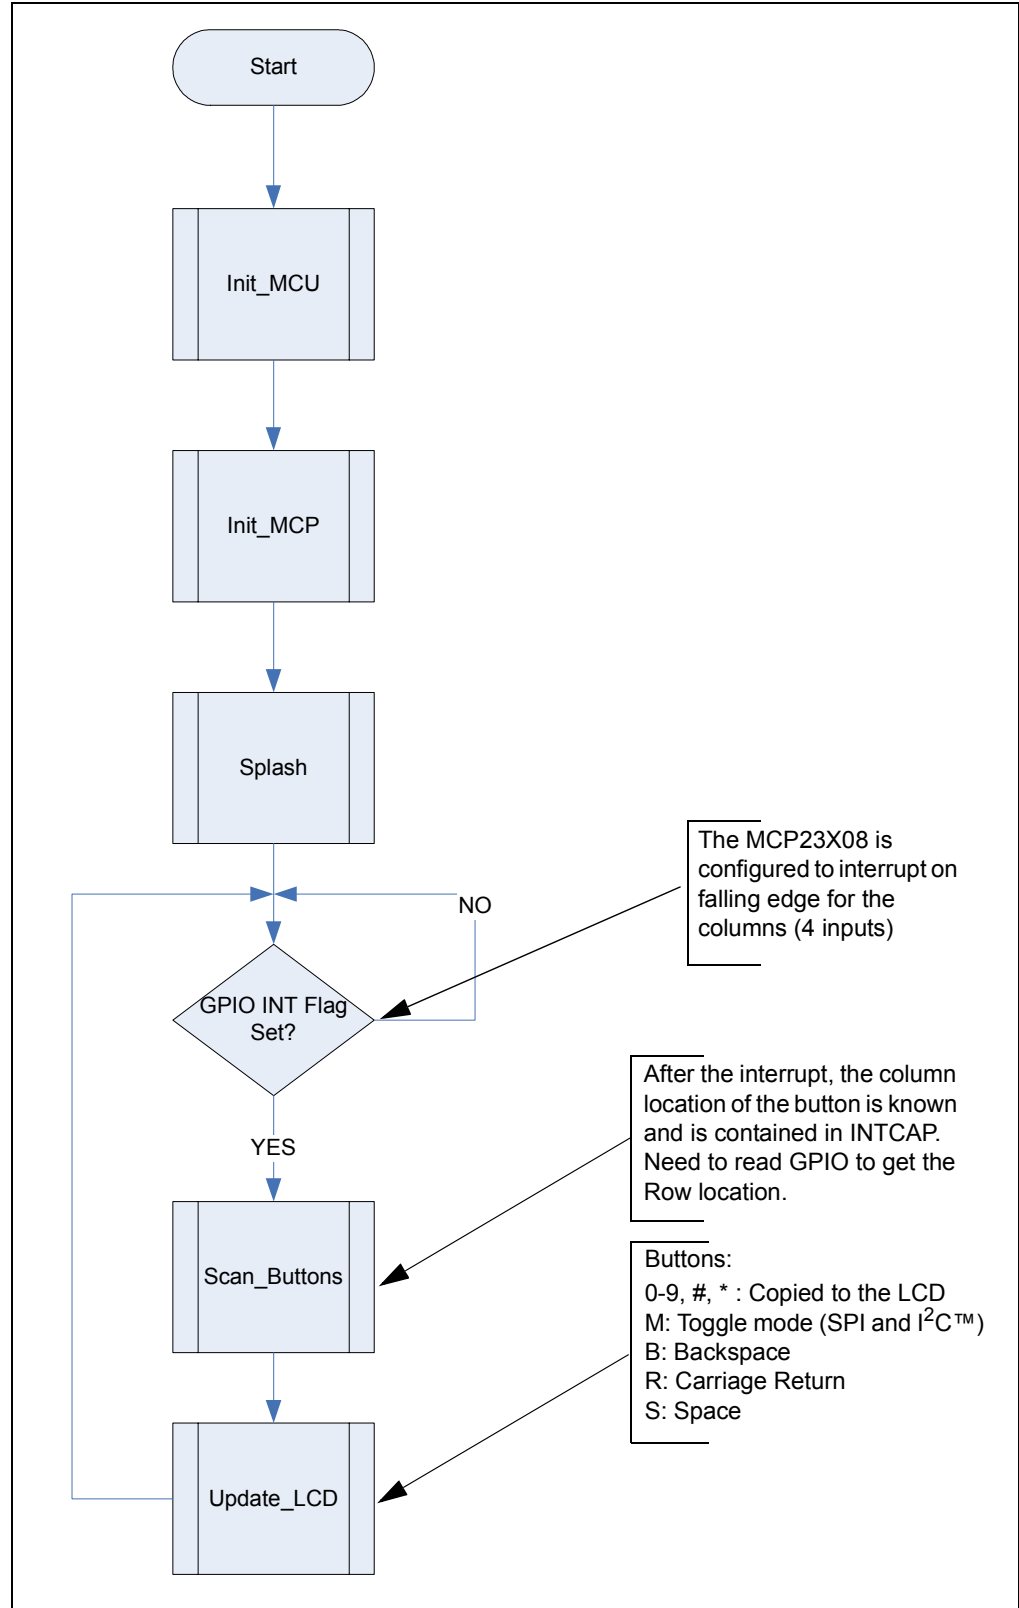 Start
Init_MCU
Init_MCP
Splash
The MCP23X08 is
configured to interrupt on
falling edge for the
columns (4 inputs)
NO
GPIO INT Flag
Set?
YES
After the interrupt, the column
location of the button is known
and is contained in INTCAP.
Need to read GPIO to get the
Row location.
Scan_Buttons
Buttons:
0-9, #, * : Copied to the LCD
M: Toggle mode (SPI and I²C™)
B: Backspace
R: Carriage Return
S: Space
Update_LCD